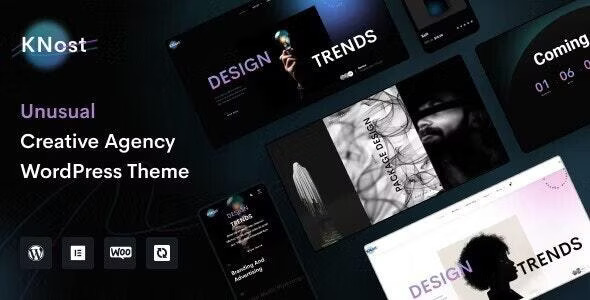 KNost
Unusual
Creative Agency
WordPress Theme
WOO
DESIGN
TRENDS
Coming
01 06
PACKAGE DESIGN
DESIGN
TRENDS
Branding And
Advertising
DESIGN
TRENDS